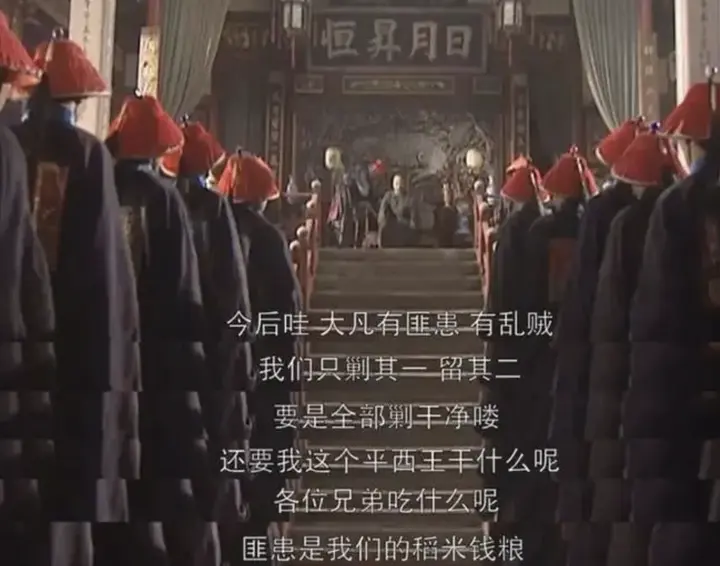 恒昇月日
今后哇 大凡有匪患 有乱贼
我们只剿其一 留其二
要是全部剿干净喽
还要我这个平西王干什么呢
各位兄弟吃什么呢
匪患是我们的稻米钱粮